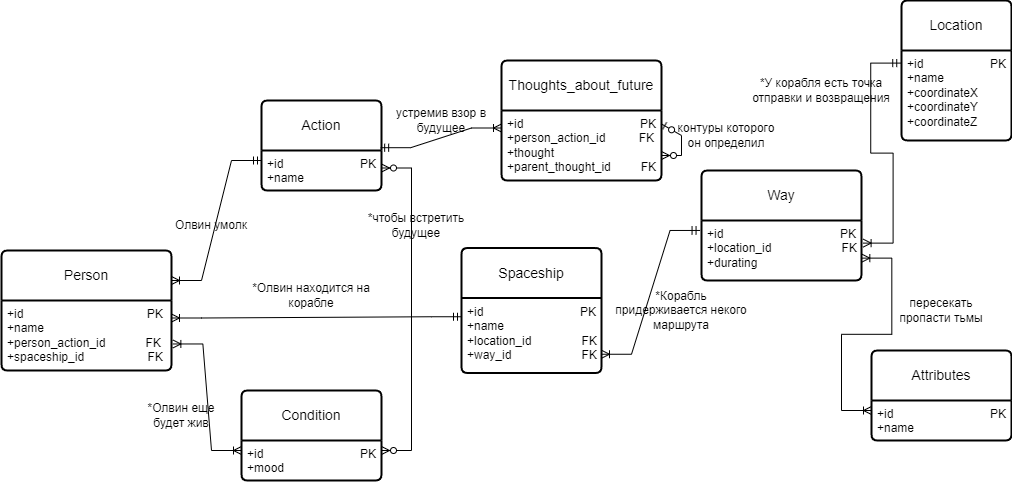 Location
+id PK
+name
+coordinateX
+coordinateY
+coordinateZ
*У корабля есть точка
отправки и возвращения
Thoughts_about_future
+id PK
+person_action_id FK
+thought
+parent_thought_id FK
контуры которого
он определил
устремив взор в
будущее
Action
+id PK
+name
Way
+id PK
+location_id FK
+durating
Олвин умолк
*чтобы встретить
будущее
Person
+id PK
+name
+person_action_id FK
+spaceship_id FK
*Олвин находится на
корабле
Spaceship
+id PK
+name
+location_id FK
+way_id FK
*Корабль
придерживается некого
маршрута
пересекать
пропасти тьмы
Attributes
+id PK
+name
*Олвин еще
будет жив
Condition
+id PK
+mood